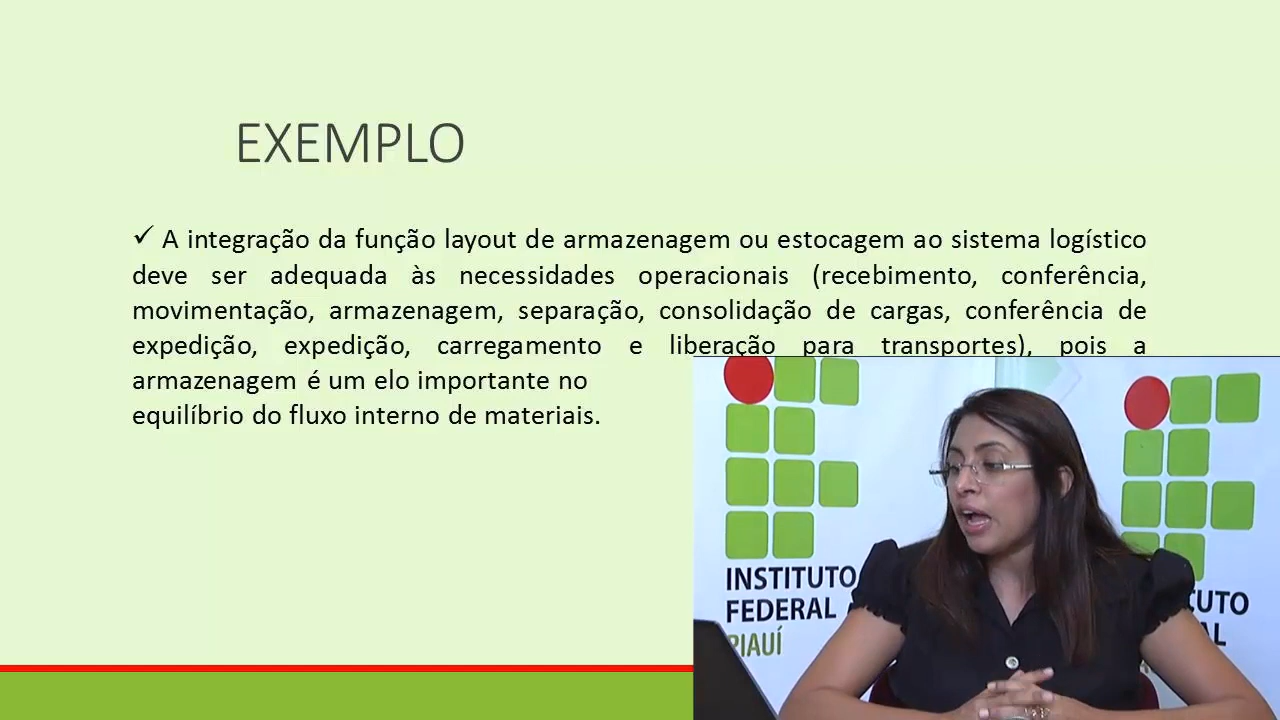 EXEMPLO
✓ A integração da função layout de armazenagem ou estocagem ao sistema logístico
deve ser adequada às necessidades operacionais (recebimento, conferência,
movimentação, armazenagem, separação, consolidação de cargas, conferência de
expedição, expedição, carregamento e liberação para transportes), pois a
armazenagem é um elo importante no
equilíbrio do fluxo interno de materiais.
INSTITUTO
FEDERAL
PIAUÍ